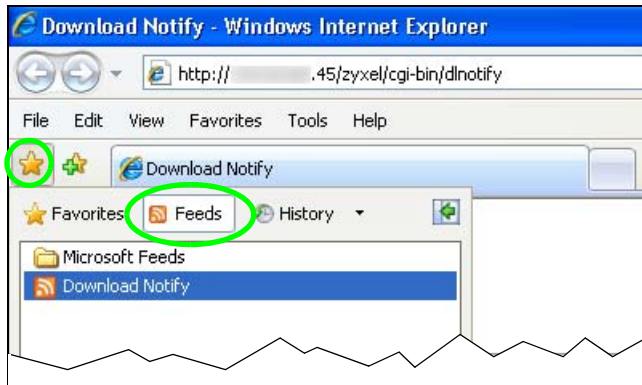 Download Notify - Windows Internet Explorer
http:// .45/zyxel/cgi-bin/dlnotify
File Edit View Favorites Tools Help
Download Notify
Favorites Feeds History
Microsoft Feeds
Download Notify